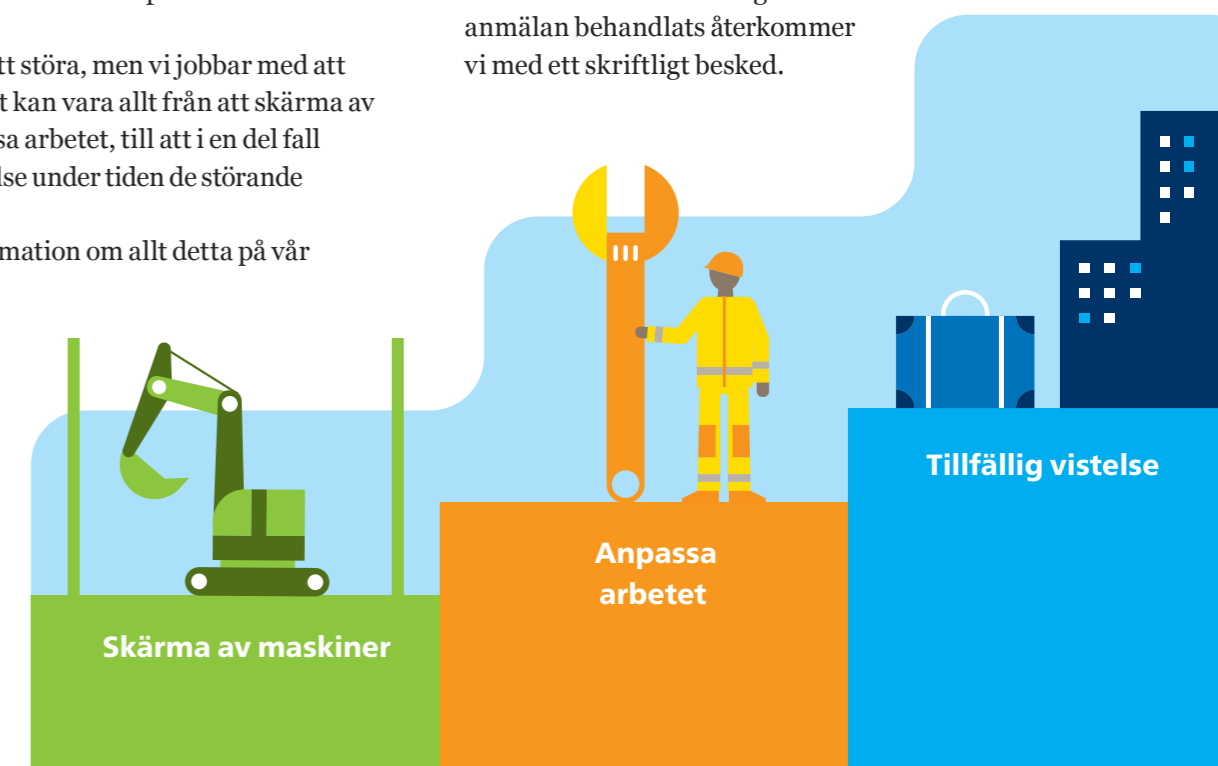 tt störa, men vi jobbar med att
t kan vara allt från att skärma av
sa arbetet, till att i en del fall
lse under tiden de störande
mation om allt detta på vår
anmälan behandlats återkommer
vi med ett skriftligt besked.
Skärma av maskiner
Anpassa
arbetet
Tillfällig vistelse